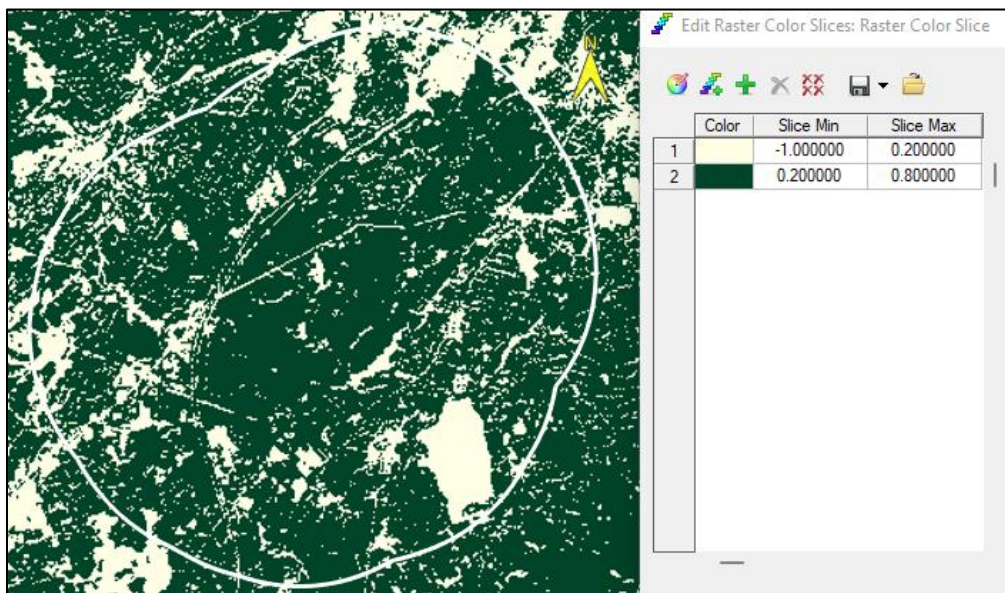 N
Edit Raster Color Slices: Raster Color Slice
Color Slice Min Slice Max
1 -1.000000 0.200000
2 0.200000 0.800000